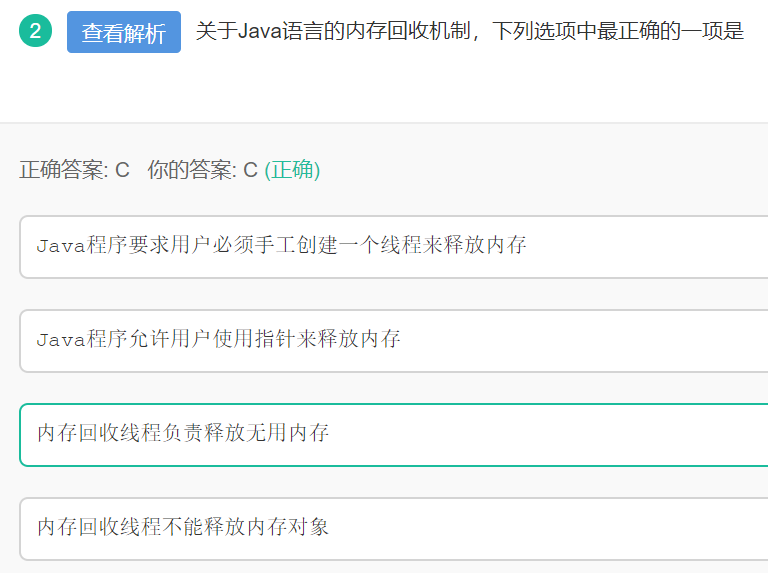 2 查看解析 关于Java语言的内存回收机制，下列选项中最正确的一项是
正确答案: C 你的答案: C (正确)
Java程序要求用户必须手工创建一个线程来释放内存
Java程序允许用户使用指针来释放内存
内存回收线程负责释放无用内存
内存回收线程不能释放内存对象